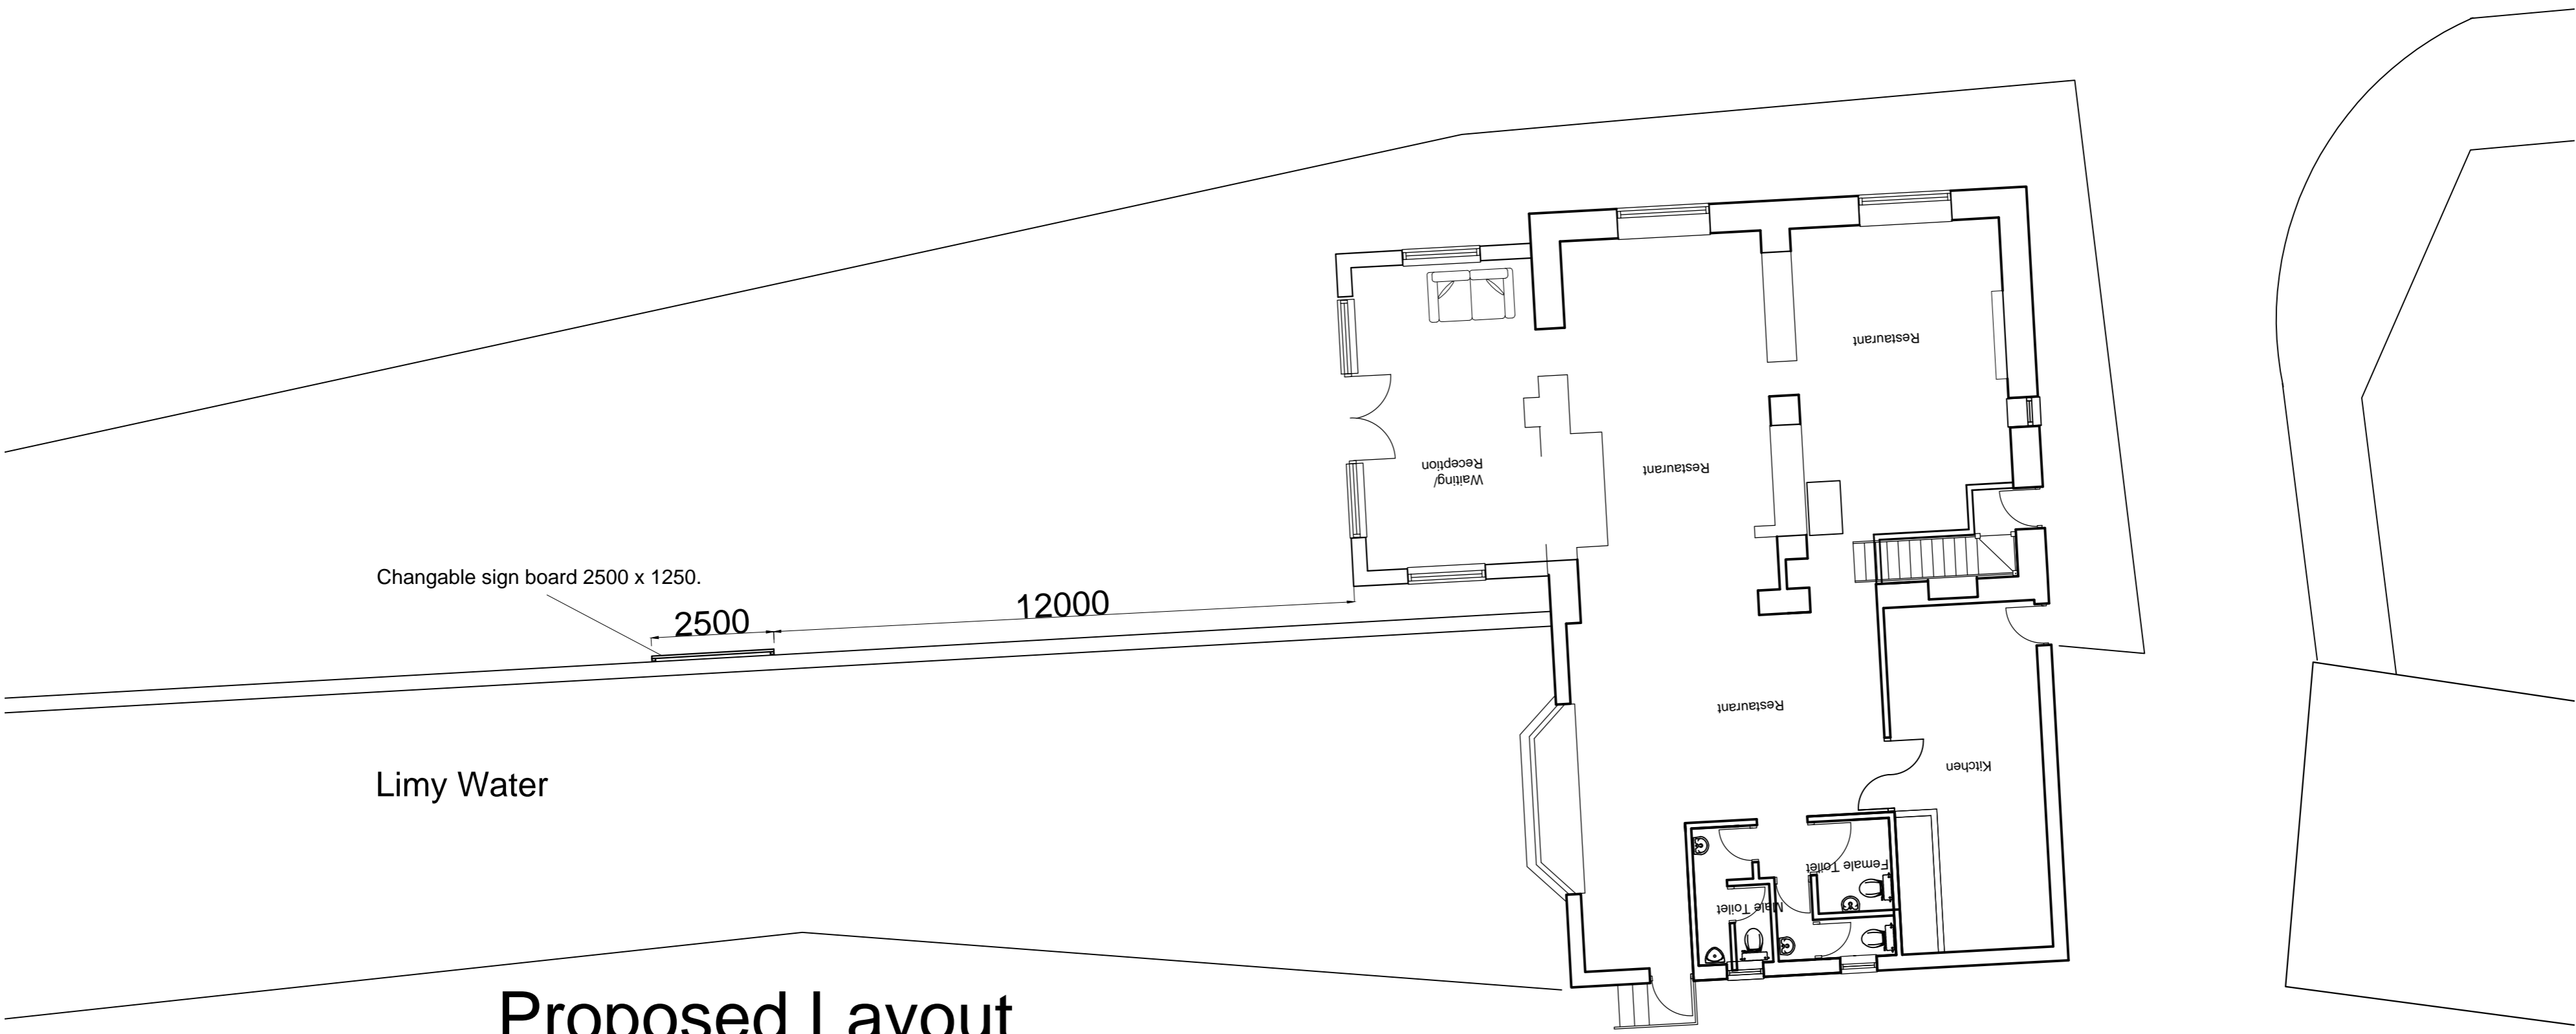 Restaurant
Waiting/
Reception
Restaurant
Changable sign board 2500 x 1250.
2500
12000
Restaurant
Limy Water
Kitchen
Female Toilet
Male Toilet
Proposed Layout